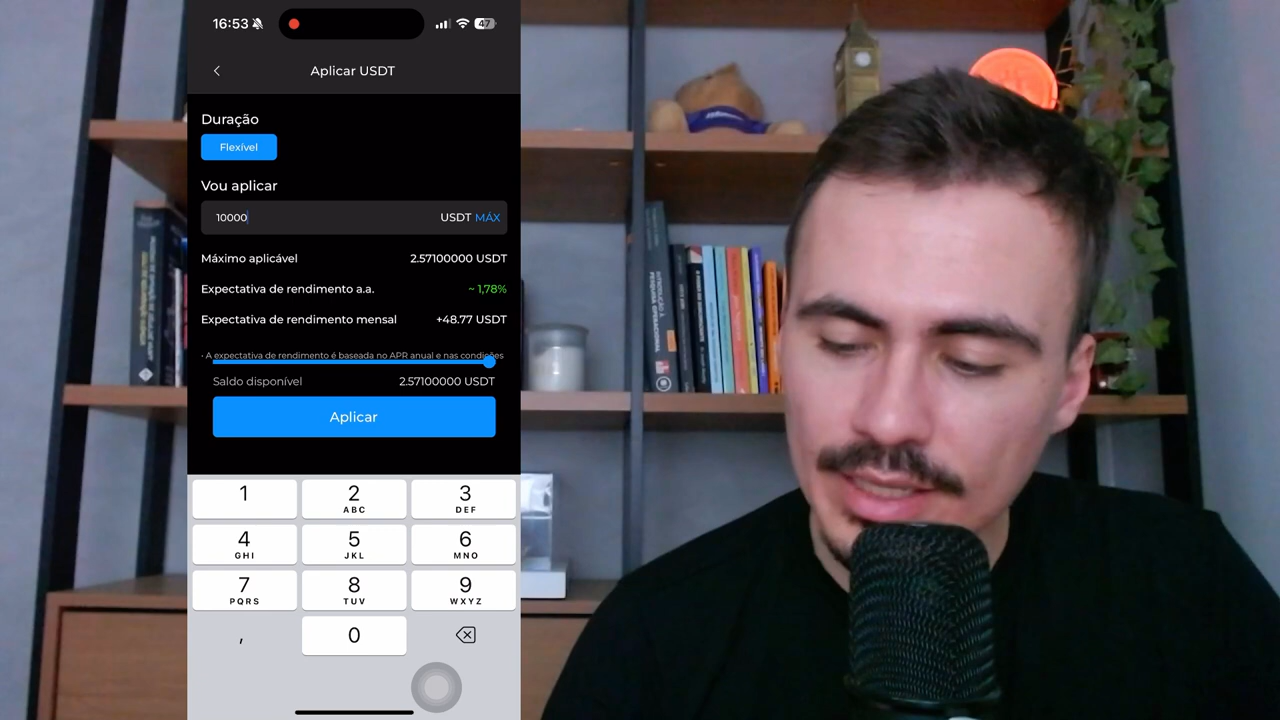 16:53
47
Aplicar USDT
Duração
Flexível
Vou aplicar
10000
USDT MÁX
Máximo aplicável 2.57100000 USDT
Expectativa de rendimento a.a. ~ 1,78%
Expectativa de rendimento mensal +48.77 USDT
• A expectativa de rendimento é baseada no APR anual e nas condições
Saldo disponível 2.57100000 USDT
Aplicar
1
2 ABC
3 DEF
4 GHI
5 JKL
6 MNO
7 PQRS
8 TUV
9 WXYZ
,
0
PESQUISA OPERACIONAL